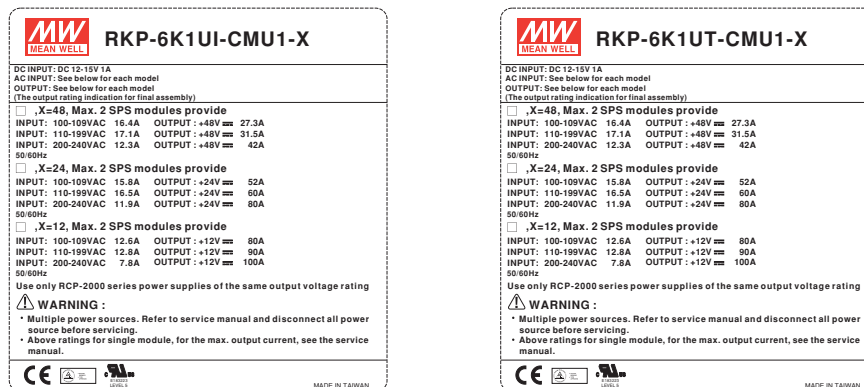 MW
MEAN WELL
RKP-6K1UI-CMU1-X
DC INPUT: DC 12-15V 1A
AC INPUT: See below for each model
OUTPUT: See below for each model
(The output rating indication for final assembly)
,X=48, Max. 2 SPS modules provide
INPUT: 100-109VAC 16.4A OUTPUT : +48V 27.3A
INPUT: 110-199VAC 17.1A OUTPUT : +48V 31.5A
INPUT: 200-240VAC 12.3A OUTPUT : +48V 42A
50/60Hz
,X=24, Max. 2 SPS modules provide
INPUT: 100-109VAC 15.8A OUTPUT : +24V 52A
INPUT: 110-199VAC 16.5A OUTPUT : +24V 60A
INPUT: 200-240VAC 11.9A OUTPUT : +24V 80A
50/60Hz
,X=12, Max. 2 SPS modules provide
INPUT: 100-109VAC 12.6A OUTPUT : +12V 80A
INPUT: 110-199VAC 12.8A OUTPUT : +12V 90A
INPUT: 200-240VAC 7.8A OUTPUT : +12V 100A
50/60Hz
Use only RCP-2000 series power supplies of the same output voltage rating
WARNING :
• Multiple power sources. Refer to service manual and disconnect all power
source before servicing.
• Above ratings for single module, for the max. output current, see the service
manual.
CE
E183223
LEVEL 5
MADE IN TAIWAN
MW
MEAN WELL
RKP-6K1UT-CMU1-X
DC INPUT: DC 12-15V 1A
AC INPUT: See below for each model
OUTPUT: See below for each model
(The output rating indication for final assembly)
,X=48, Max. 2 SPS modules provide
INPUT: 100-109VAC 16.4A OUTPUT : +48V 27.3A
INPUT: 110-199VAC 17.1A OUTPUT : +48V 31.5A
INPUT: 200-240VAC 12.3A OUTPUT : +48V 42A
50/60Hz
,X=24, Max. 2 SPS modules provide
INPUT: 100-109VAC 15.8A OUTPUT : +24V 52A
INPUT: 110-199VAC 16.5A OUTPUT : +24V 60A
INPUT: 200-240VAC 11.9A OUTPUT : +24V 80A
50/60Hz
,X=12, Max. 2 SPS modules provide
INPUT: 100-109VAC 12.6A OUTPUT : +12V 80A
INPUT: 110-199VAC 12.8A OUTPUT : +12V 90A
INPUT: 200-240VAC 7.8A OUTPUT : +12V 100A
50/60Hz
Use only RCP-2000 series power supplies of the same output voltage rating
WARNING :
• Multiple power sources. Refer to service manual and disconnect all power
source before servicing.
• Above ratings for single module, for the max. output current, see the service
manual.
CE
E183223
LEVEL 5
MADE IN TAIWAN